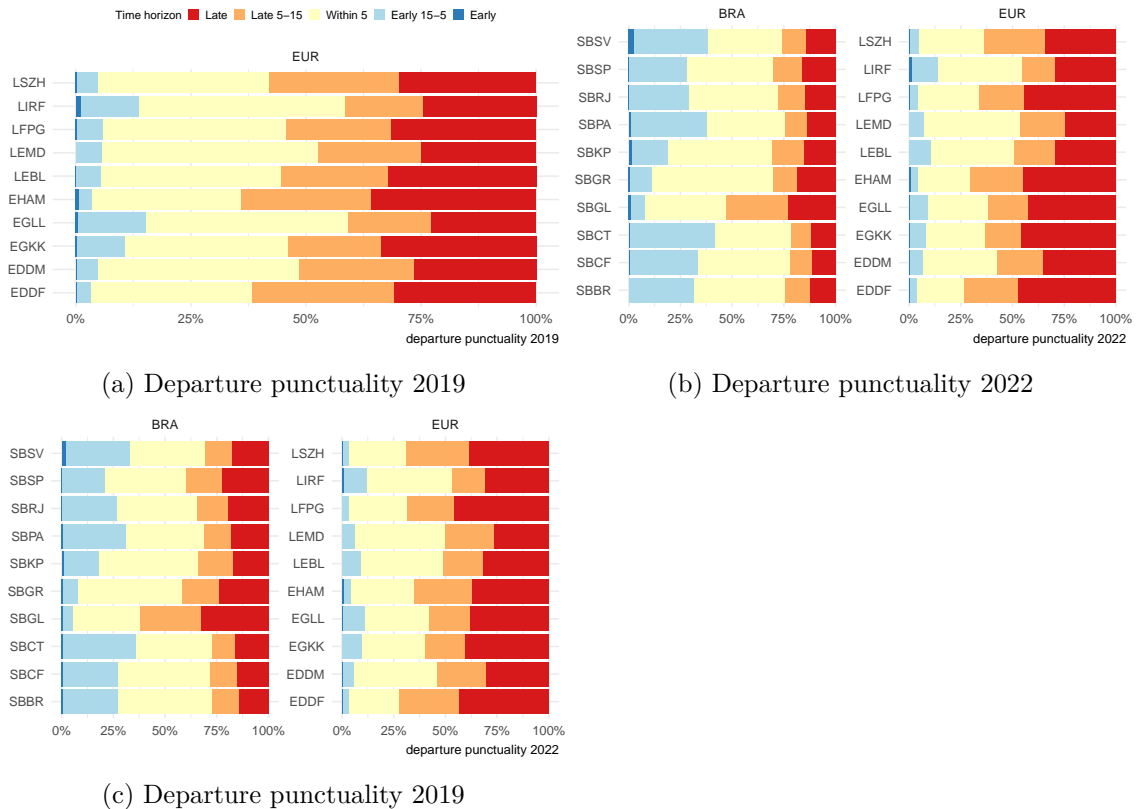 Time horizon Late Late 5−15 Within 5 Early 15−5 Early
EUR
LSZH
LIRF
LFPG
LEMD
LEBL
EHAM
EGLL
EGKK
EDDM
EDDF
0% 25% 50% 75% 100%
departure punctuality 2019
(a) Departure punctuality 2019
BRA EUR
SBSV LSZH
SBSP LIRF
SBRJ LFPG
SBPA LEMD
SBKP LEBL
SBGR EHAM
SBGL EGLL
SBCT EGKK
SBCF EDDM
SBBR EDDF
0% 25% 50% 75% 100% 0% 25% 50% 75% 100%
departure punctuality 2022
(b) Departure punctuality 2022
BRA EUR
SBSV LSZH
SBSP LIRF
SBRJ LFPG
SBPA LEMD
SBKP LEBL
SBGR EHAM
SBGL EGLL
SBCT EGKK
SBCF EDDM
SBBR EDDF
0% 25% 50% 75% 100% 0% 25% 50% 75% 100%
departure punctuality 2022
(c) Departure punctuality 2019